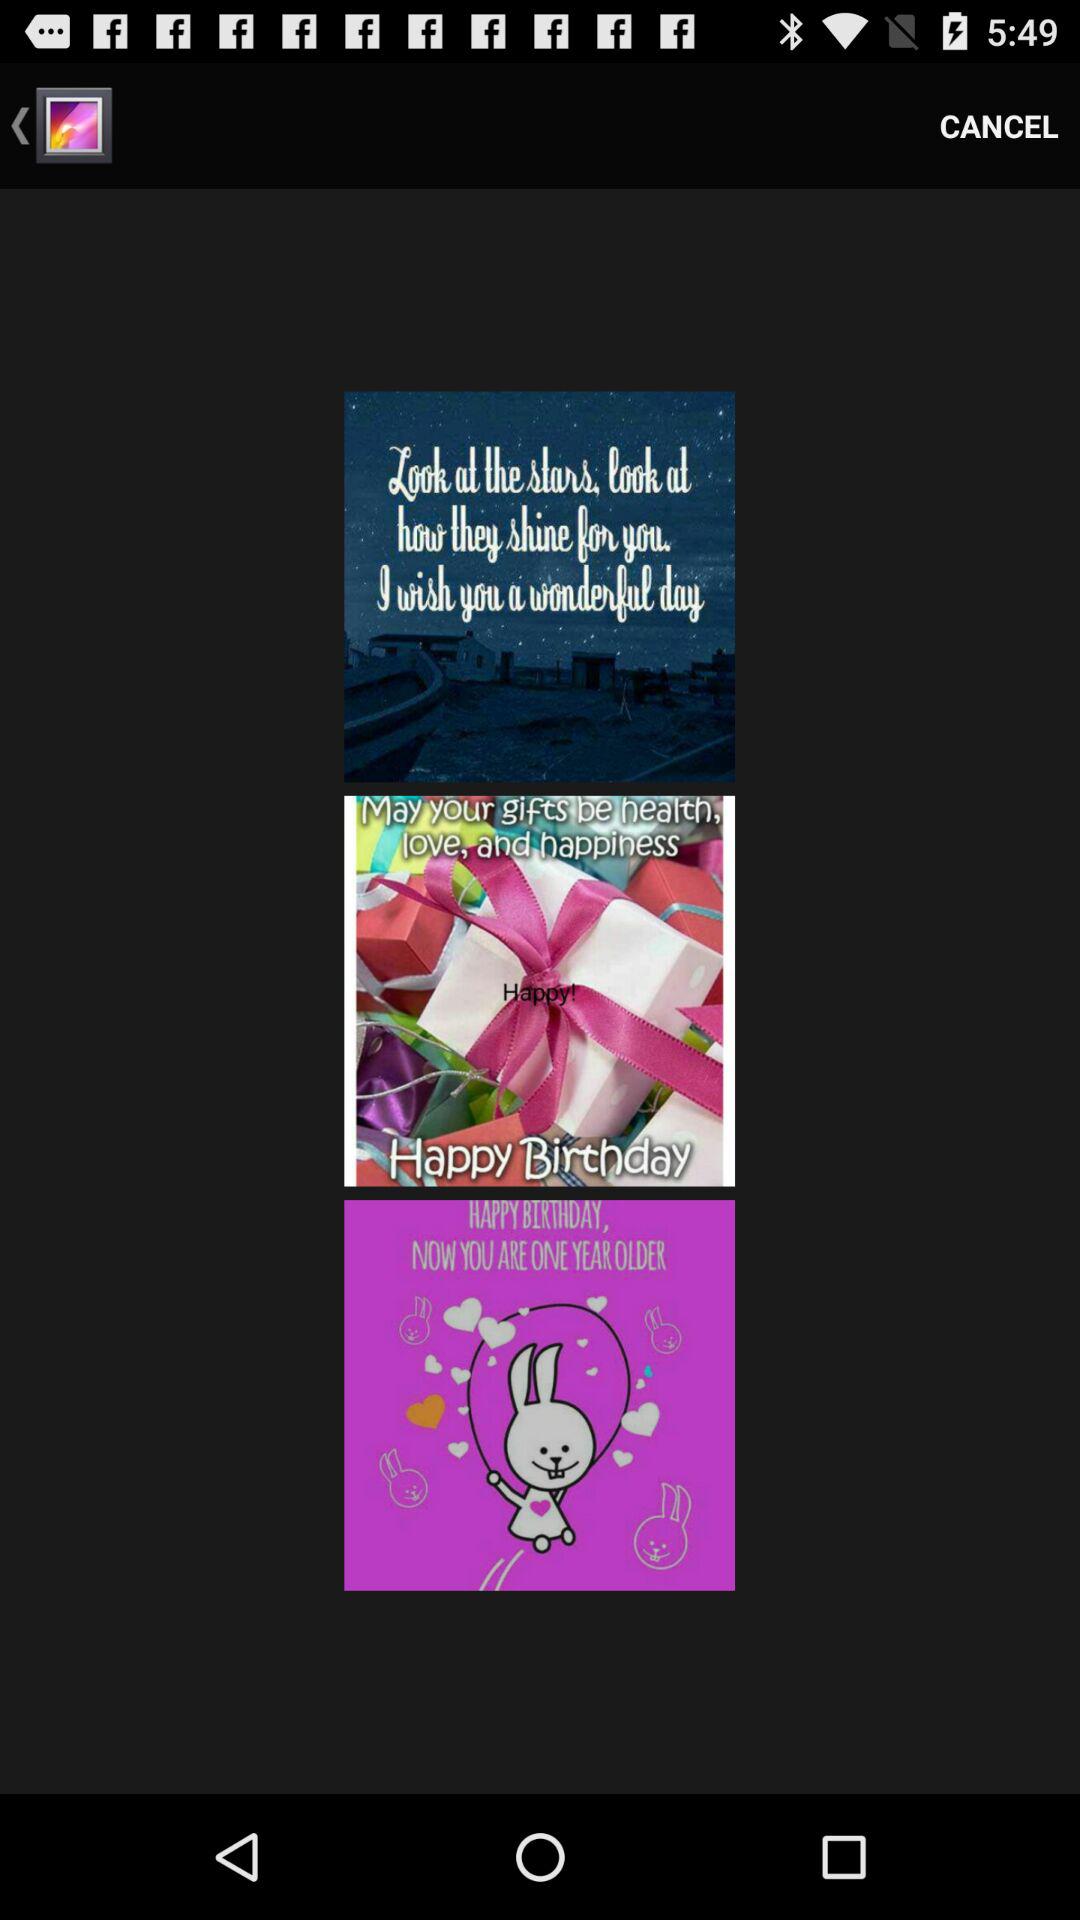 5:49
CANCEL
Look at the stars, look at
how they shine for you.
I wish you a wonderful day
May your gifts be health,
love, and happiness
Happy!
Happy Birthday
HAPPY BIRTHDAY,
NOW YOU ARE ONE YEAR OLDER